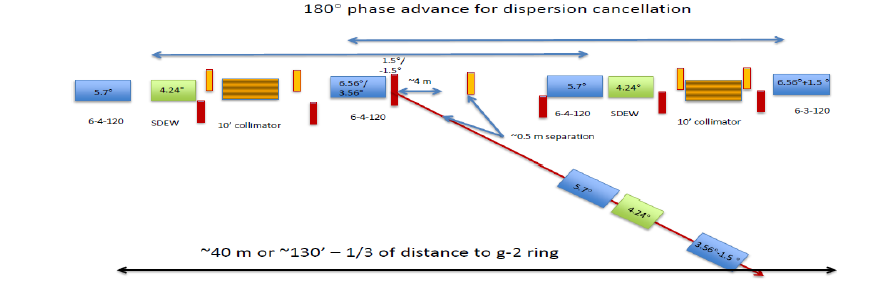 180° phase advance for dispersion cancellation
1.5°/
-1.5°
~4 m
5.7°
4.24°
6.56°/
3.56°
5.7°
4.24°
6.56°+1.5 °
6-4-120
SDEW
10' collimator
6-4-120
~0.5 m separation
6-4-120
SDEW
10' collimator
6-3-120
5.7°
4.24°
3.56°-1.5 °
~40 m or ~130' – 1/3 of distance to g-2 ring